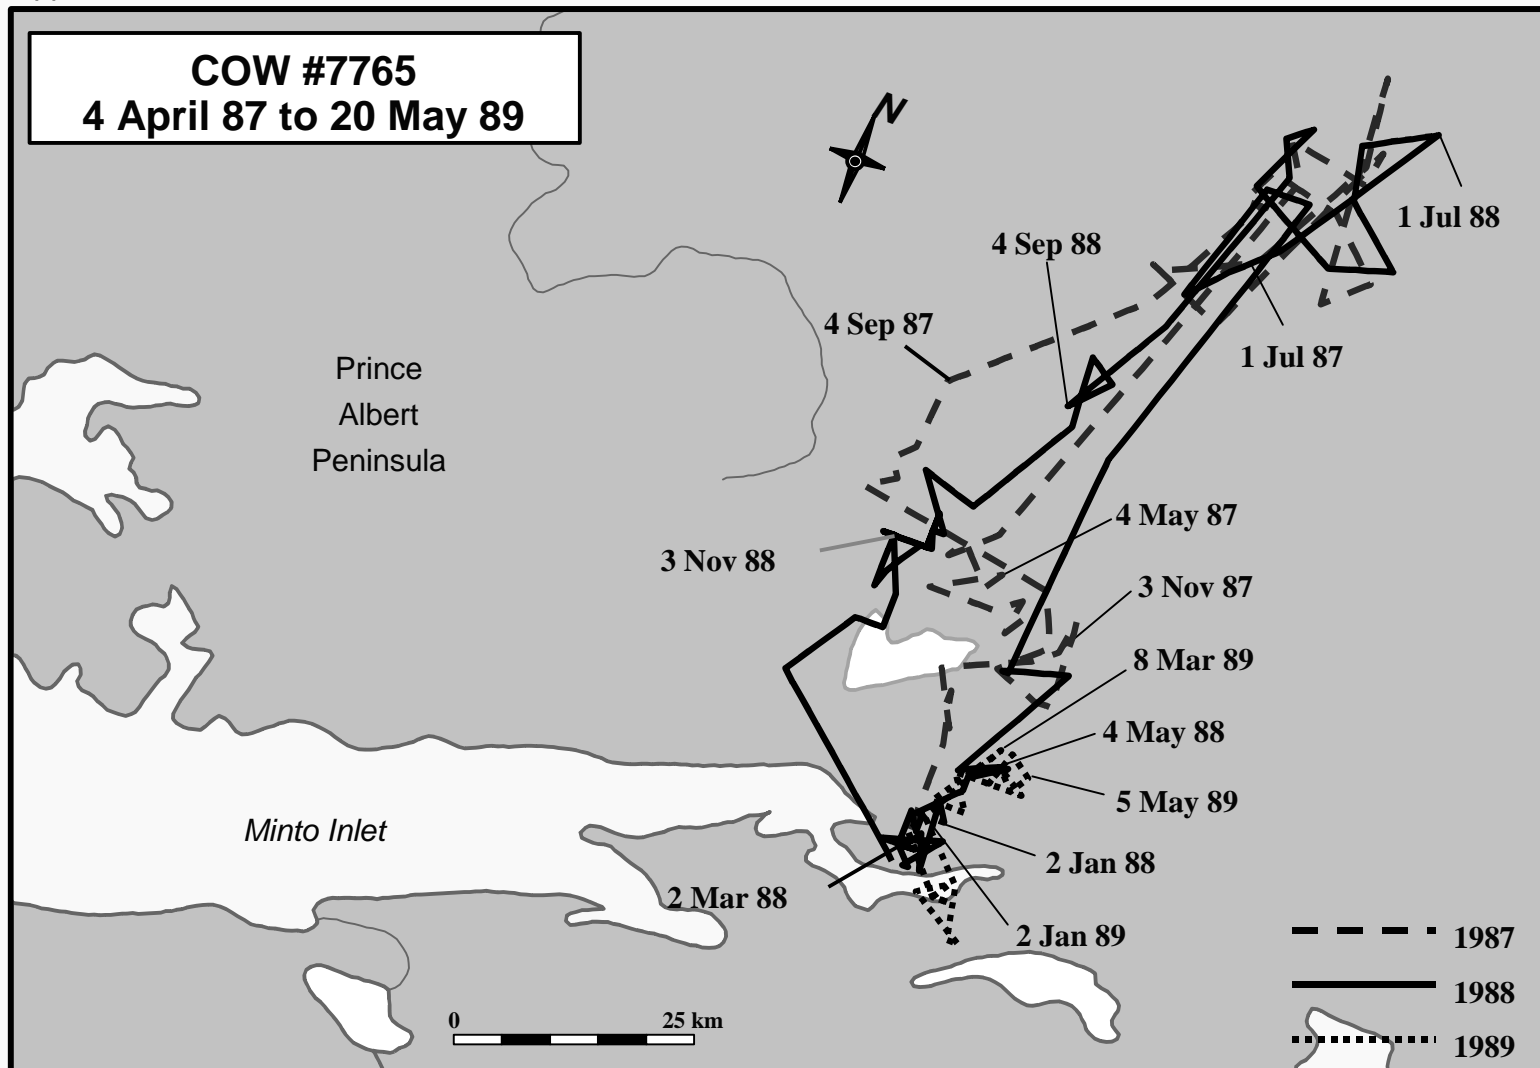 COW #7765
4 April 87 to 20 May 89
N
1 Jul 88
4 Sep 88
4 Sep 87
1 Jul 87
Prince
Albert
Peninsula
4 May 87
3 Nov 88
3 Nov 87
8 Mar 89
4 May 88
5 May 89
Minto Inlet
2 Jan 88
2 Mar 88
2 Jan 89
1987
1988
0 25 km
1989